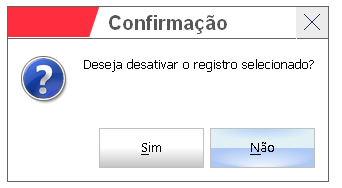 Confirmação
Deseja desativar o registro selecionado?
Sim
Não